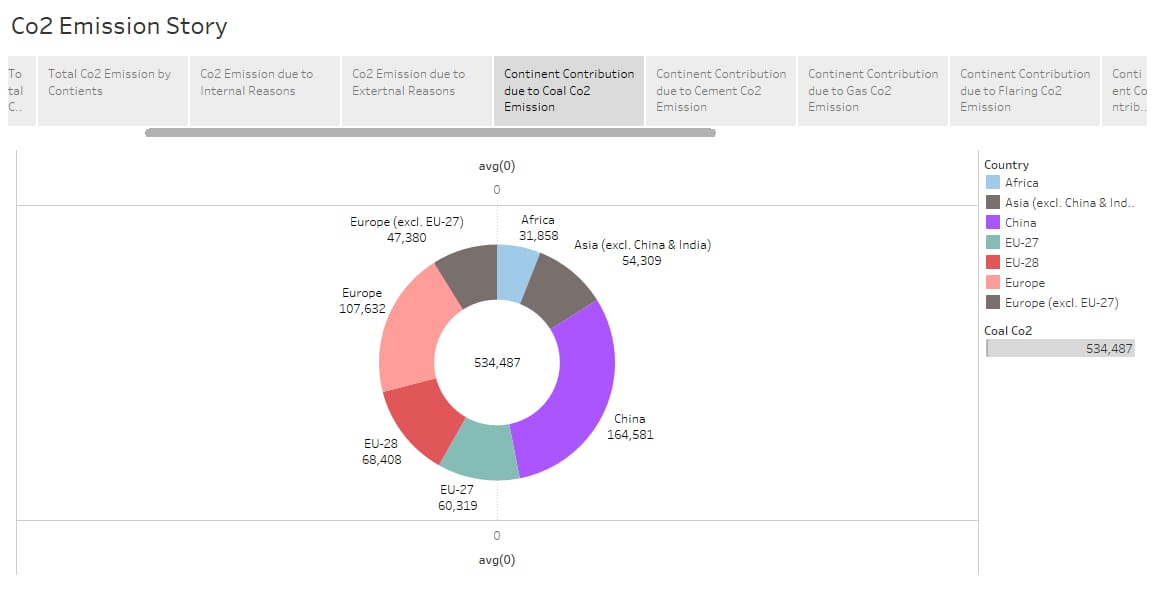 Co2 Emission Story
To
tal
C..
Total Co2 Emission by
Contients
Co2 Emission due to
Internal Reasons
Co2 Emission due to
Extertnal Reasons
Continent Contribution
due to Coal Co2
Emission
Continent Contribution
due to Cement Co2
Emission
Continent Contribution
due to Gas Co2
Emission
Continent Contribution
due to Flaring Co2
Emission
Conti
ent Co
ntrib..
avg(0)
0
Europe (excl. EU-27)
47,380
Africa
31,858
Asia (excl. China & India)
54,309
Europe
107,632
534,487
China
164,581
EU-28
68,408
EU-27
60,319
0
avg(0)
Country
Africa
Asia (excl. China & Ind..
China
EU-27
EU-28
Europe
Europe (excl. EU-27)
Coal Co2
534,487